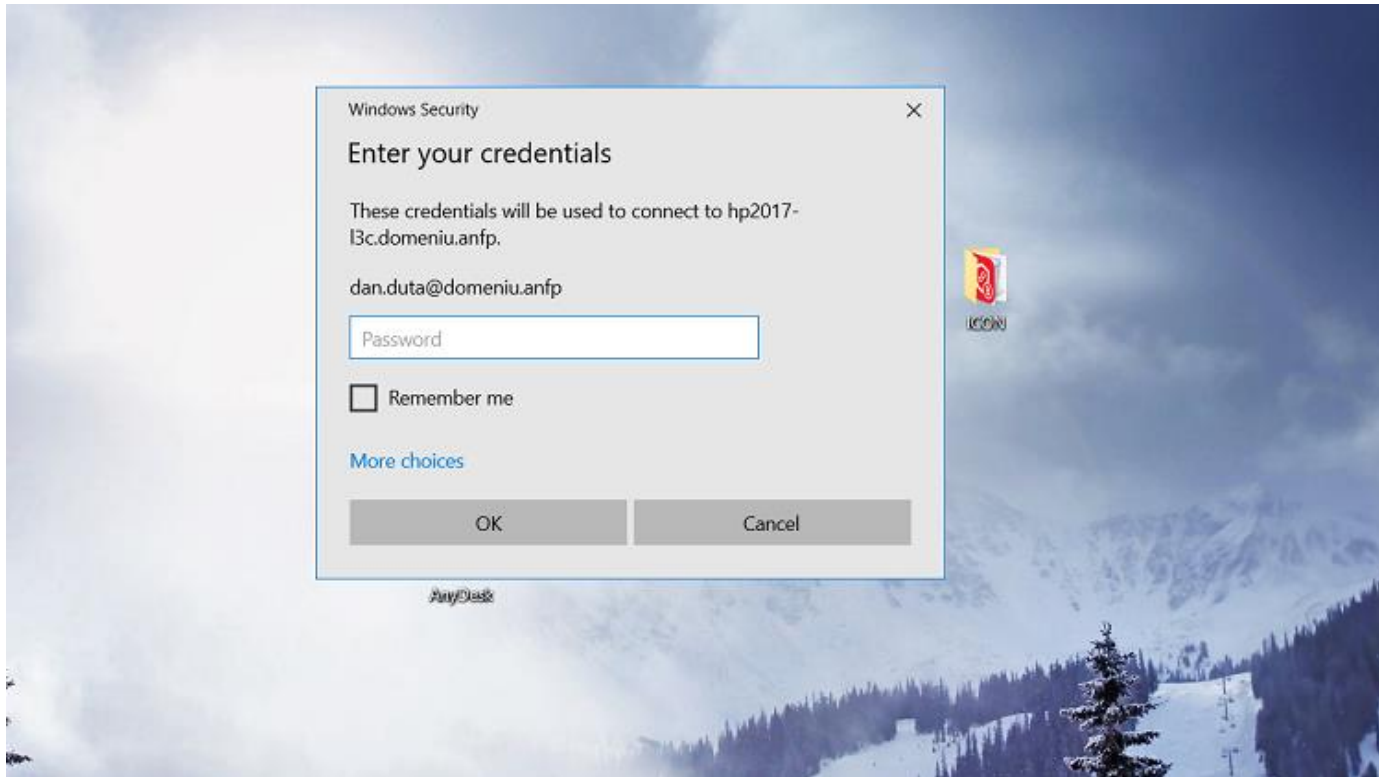 Windows Security
Enter your credentials
These credentials will be used to connect to hp2017-
l3c.domeniu.anfp.
dan.duta@domeniu.anfp
Password
Remember me
More choices
OK
Cancel
ICON
AnyDesk